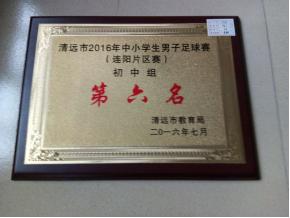 清远市2016年中小学生男子足球赛
（连阳片区赛）
初中组
第六名
清远市教育局
二〇一六年七月